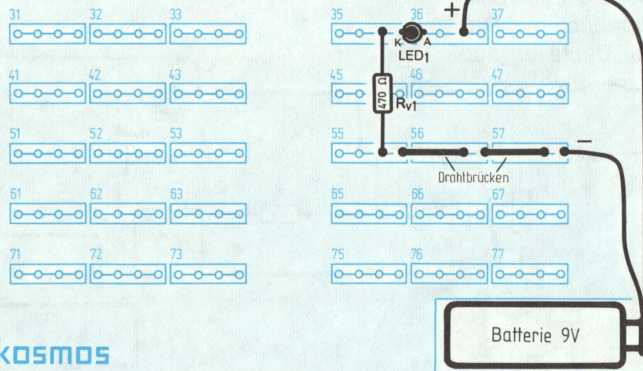 31 32 33 35 36 37
+
K A
LED1
41 42 43 45 46 47
470 Ω
Rv1
51 52 53 55 56 57
−
Drahtbrücken
61 62 63 65 66 67
71 72 73 75 76 77
Batterie 9V
KOSMOS